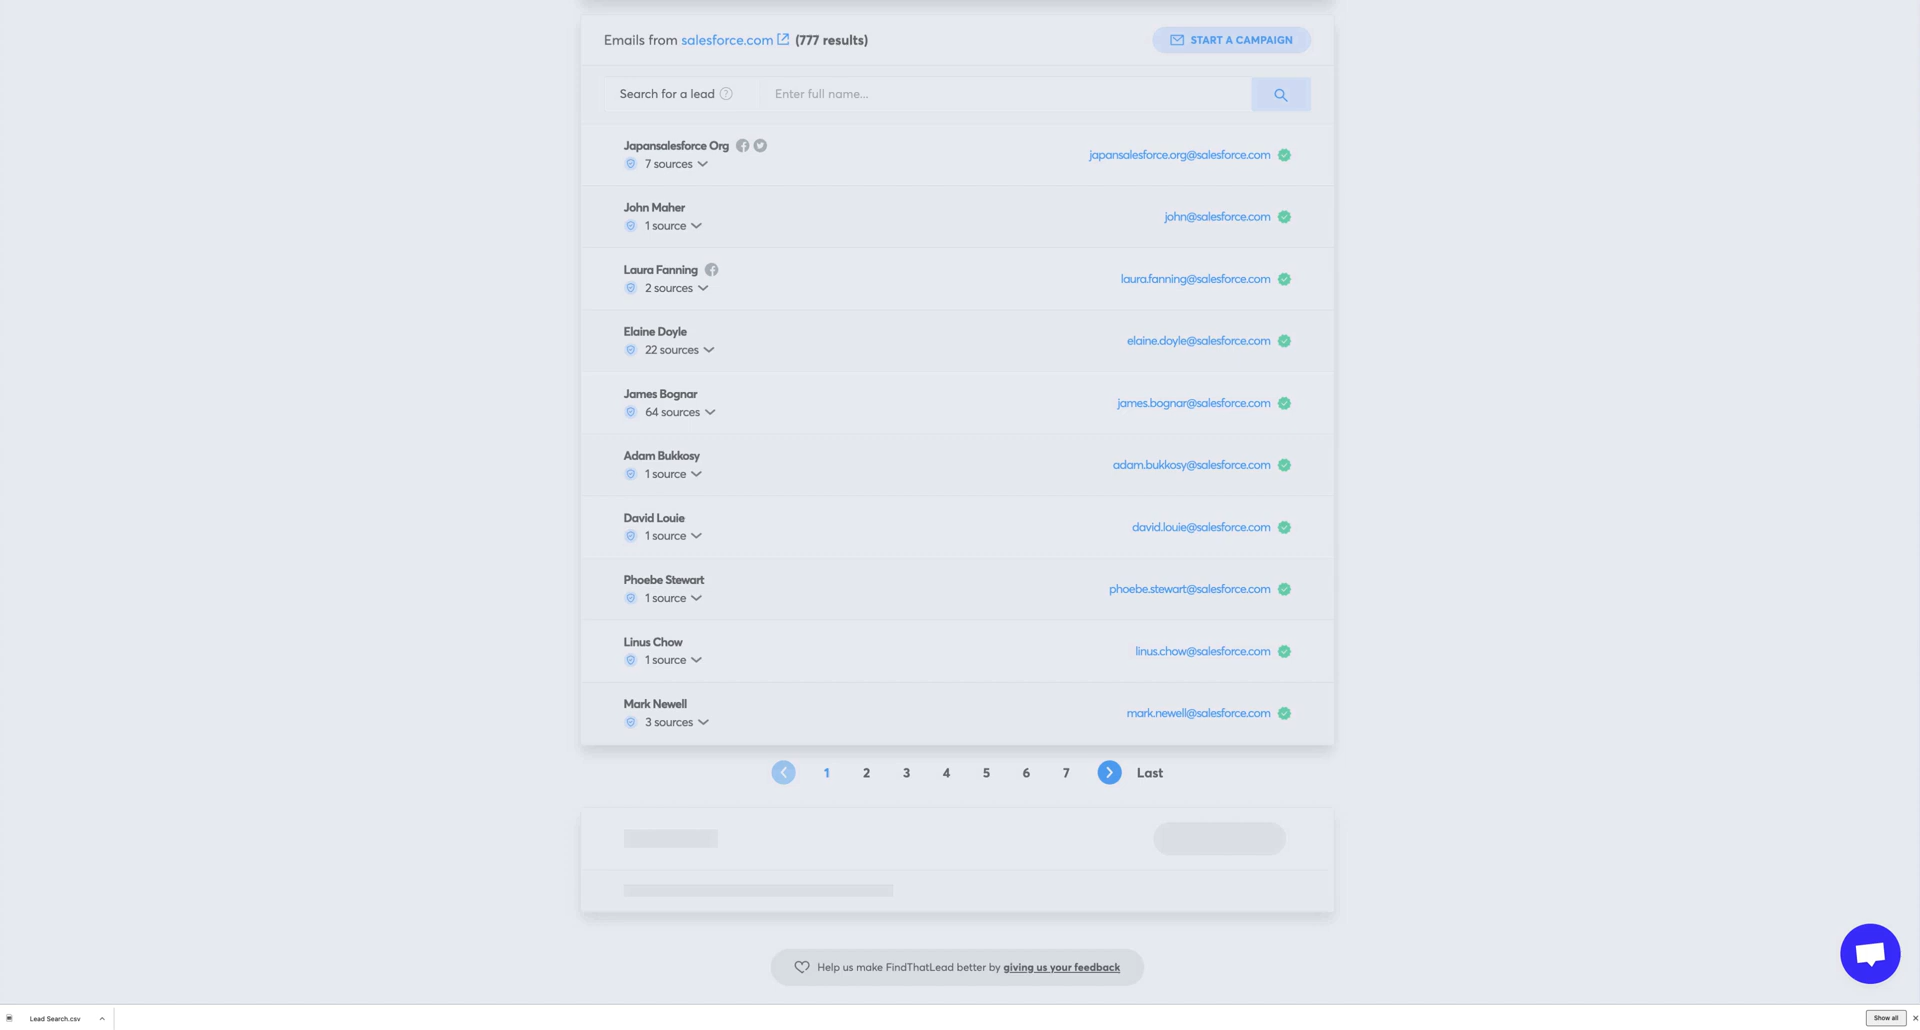 Emails from salesforce.com (777 results)
START A CAMPAIGN
Search for a lead ? Enter full name...
Japansalesforce Org
7 sources
japansalesforce.org@salesforce.com
John Maher
1 source
john@salesforce.com
Laura Fanning
2 sources
laura.fanning@salesforce.com
Elaine Doyle
22 sources
elaine.doyle@salesforce.com
James Bognar
64 sources
james.bognar@salesforce.com
Adam Bukkosy
1 source
adam.bukkosy@salesforce.com
David Louie
1 source
david.louie@salesforce.com
Phoebe Stewart
1 source
phoebe.stewart@salesforce.com
Linus Chow
1 source
linus.chow@salesforce.com
Mark Newell
3 sources
mark.newell@salesforce.com
1 2 3 4 5 6 7 Last
Help us make FindThatLead better by giving us your feedback
Lead Search.csv
Show all